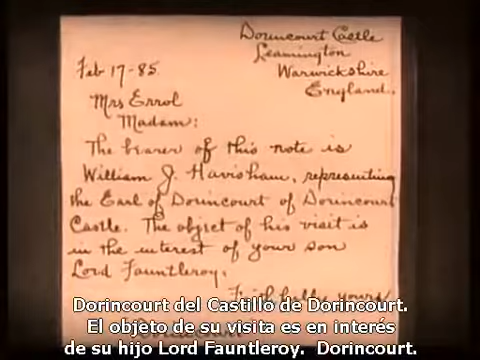 Dorincourt Castle
Leamington
Warwickshire
England.
Feb 17-85.
Mrs Errol
Madam:
The bearer of this note is
William J. Havisham, representing
the Earl of Dorincourt of Dorincourt
Castle. The object of his visit is
in the interest of your son
Lord Fauntleroy.
yours
Dorincourt del Castillo de Dorincourt.
El objeto de su visita es en interés
de su hijo Lord Fauntleroy. Dorincourt.